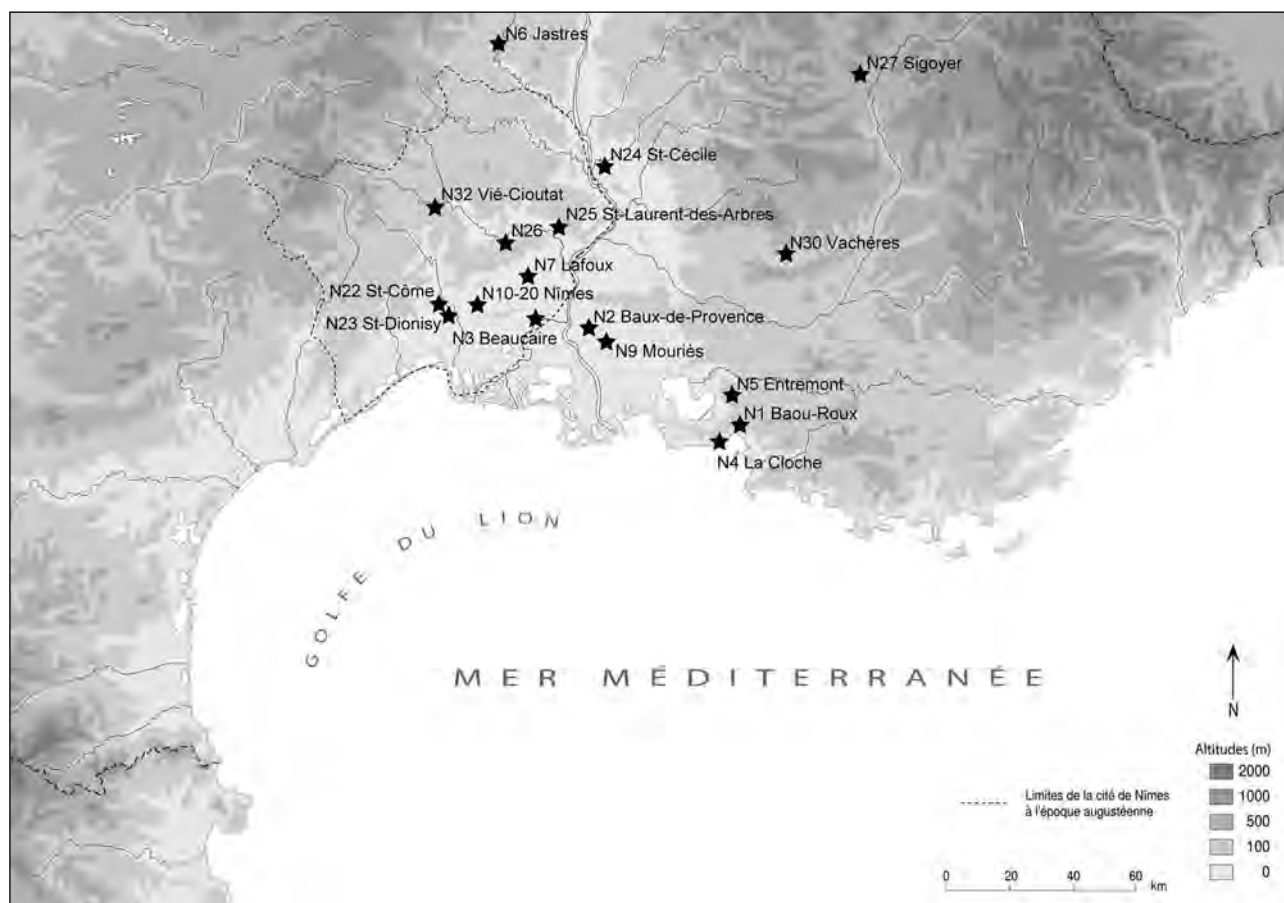 N6 Jastres
N27 Sigoyer
N24 St-Cécile
N32 Vié-Cioutat
N25 St-Laurent-des-Arbres
N26
N30 Vachères
N7 Lafoux
N22 St-Côme
N10-20 Nîmes
N23 St-Dionisy
N2 Baux-de-Provence
N3 Beaucaire
N9 Mouriès
N5 Entremont
N1 Baou-Roux
N4 La Cloche
GOLFE DU LION
MER MÉDITERRANÉE
N
Altitudes (m)
2000
1000
500
100
0
Limites de la cité de Nîmes
à l'époque augustéenne
0 20 40 60
km